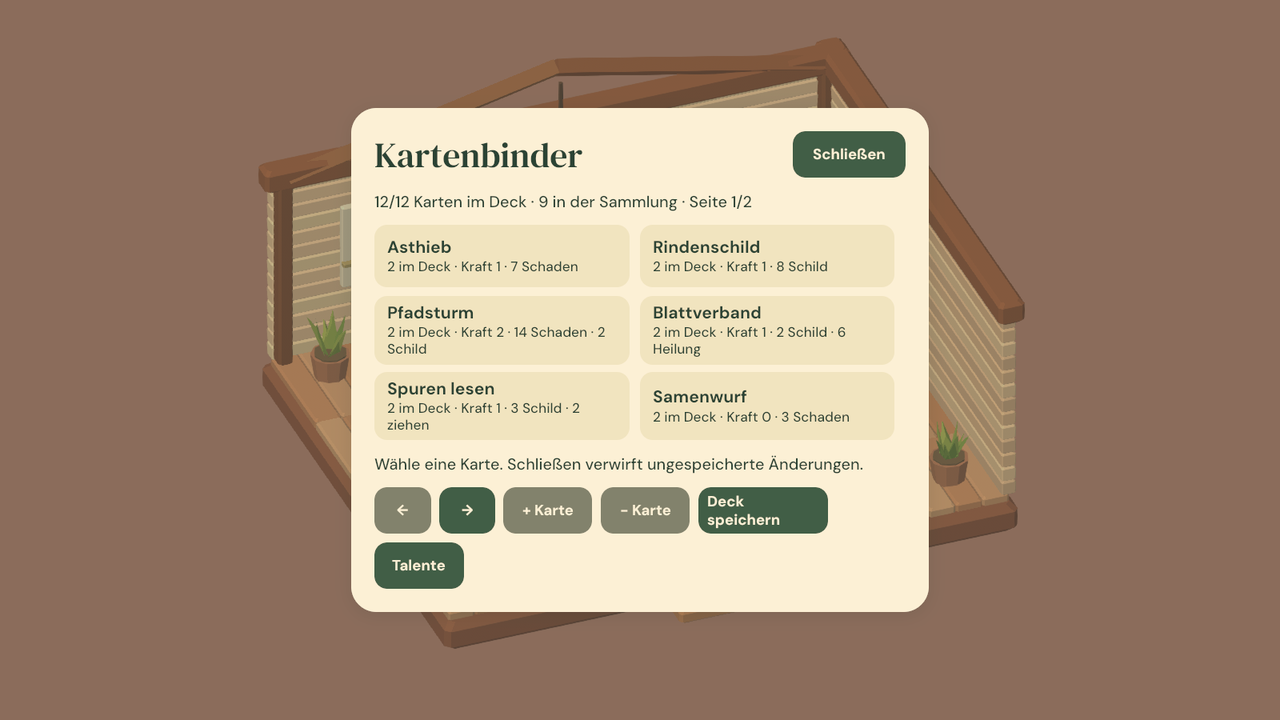 Kartenbinder
Schließen
12/12 Karten im Deck · 9 in der Sammlung · Seite 1/2
Asthieb
2 im Deck · Kraft 1 · 7 Schaden
Rindenschild
2 im Deck · Kraft 1 · 8 Schild
Pfadsturm
2 im Deck · Kraft 2 · 14 Schaden · 2
Schild
Blattverband
2 im Deck · Kraft 1 · 2 Schild · 6
Heilung
Spuren lesen
2 im Deck · Kraft 1 · 3 Schild · 2
ziehen
Samenwurf
2 im Deck · Kraft 0 · 3 Schaden
Wähle eine Karte. Schließen verwirft ungespeicherte Änderungen.
← → + Karte − Karte Deck
speichern
Talente